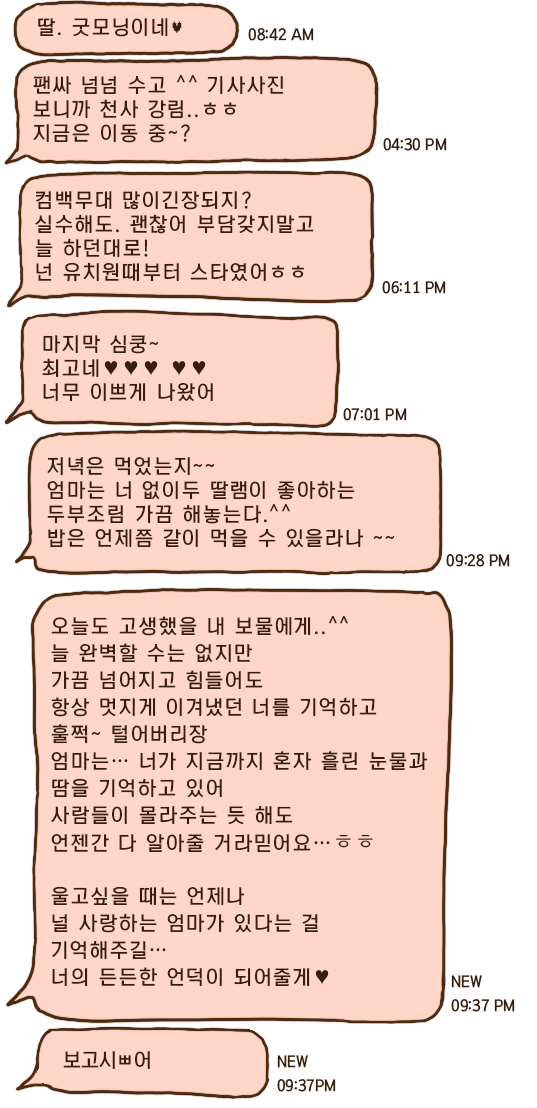 딸. 굿모닝이네♥
08:42 AM
팬싸 넘넘 수고 ^^ 기사사진
보니까 천사 강림..ㅎㅎ
지금은 이동 중~?
04:30 PM
컴백무대 많이긴장되지?
실수해도. 괜찮어 부담갖지말고
늘 하던대로!
넌 유치원때부터 스타였어ㅎㅎ
06:11 PM
마지막 심쿵~
최고네♥♥♥ ♥♥
너무 이쁘게 나왔어
07:01 PM
저녁은 먹었는지~~
엄마는 너 없이두 딸램이 좋아하는
두부조림 가끔 해놓는다.^^
밥은 언제쯤 같이 먹을 수 있을라나 ~~
09:28 PM
오늘도 고생했을 내 보물에게..^^
늘 완벽할 수는 없지만
가끔 넘어지고 힘들어도
항상 멋지게 이겨냈던 너를 기억하고
훌쩍~ 털어버리장
엄마는… 너가 지금까지 혼자 흘린 눈물과
땀을 기억하고 있어
사람들이 몰라주는 듯 해도
언젠간 다 알아줄 거라믿어요…ㅎㅎ
울고싶을 때는 언제나
널 사랑하는 엄마가 있다는 걸
기억해주길…
너의 든든한 언덕이 되어줄게♥
NEW
09:37 PM
보고시ㅃ어
NEW
09:37PM